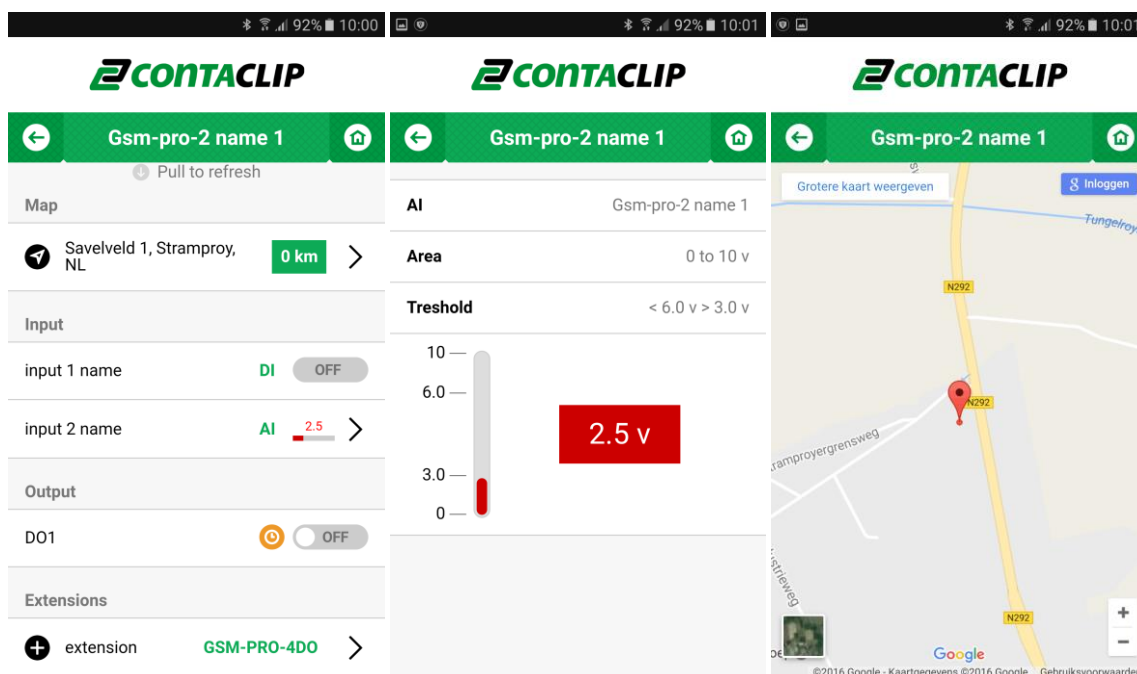 92% 10:00
CONTACLIP
Gsm-pro-2 name 1
Pull to refresh
Map
Savelveld 1, Stramproy,
NL
0 km
Input
input 1 name DI OFF
input 2 name AI 2.5
Output
DO1 OFF
Extensions
extension GSM-PRO-4DO
92% 10:01
CONTACLIP
Gsm-pro-2 name 1
AI Gsm-pro-2 name 1
Area 0 to 10 v
Treshold < 6.0 v > 3.0 v
10
6.0
2.5 v
3.0
0
92% 10:01
CONTACLIP
Gsm-pro-2 name 1
Grotere kaart weergeven
Inloggen
Tungelroy
N292
N292
tramproyergrensweg
strieweg
N292
Google
©2016 Google - Kaartgegevens ©2016 Google Gebruiksvoorwaarden